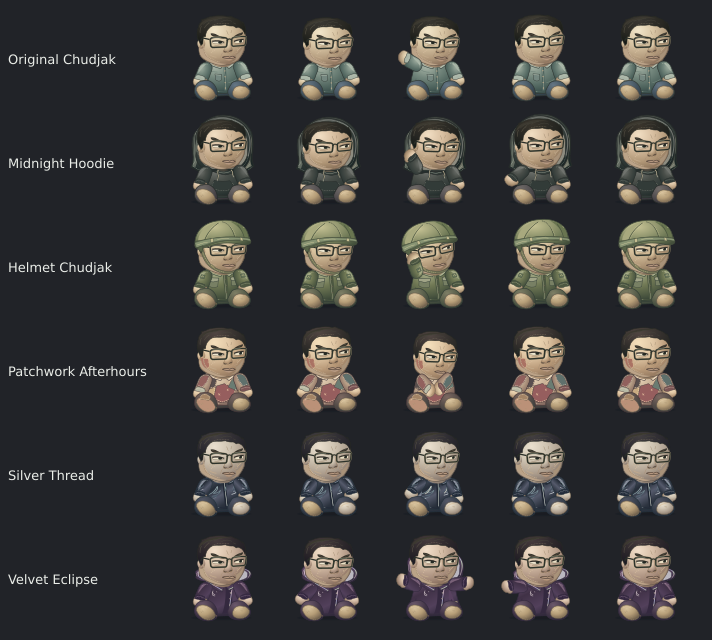 Original Chudjak
Midnight Hoodie
Helmet Chudjak
Patchwork Afterhours
Silver Thread
Velvet Eclipse